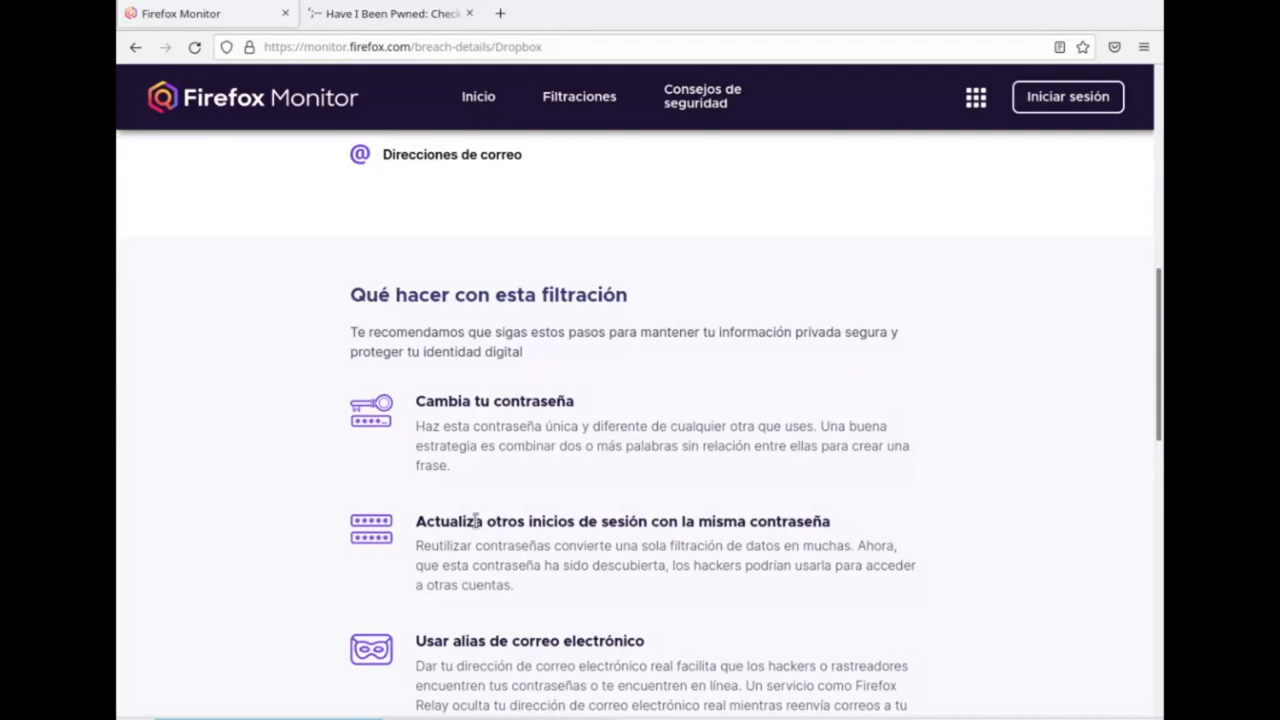 Firefox Monitor
Have I Been Pwned: Check
https://monitor.firefox.com/breach-details/Dropbox
Firefox Monitor
Inicio
Filtraciones
Consejos de
seguridad
Iniciar sesión
@ Direcciones de correo
Qué hacer con esta filtración
Te recomendamos que sigas estos pasos para mantener tu información privada segura y
proteger tu identidad digital
Cambia tu contraseña
Haz esta contraseña única y diferente de cualquier otra que uses. Una buena
estrategia es combinar dos o más palabras sin relación entre ellas para crear una
frase.
Actualiza otros inicios de sesión con la misma contraseña
Reutilizar contraseñas convierte una sola filtración de datos en muchas. Ahora,
que esta contraseña ha sido descubierta, los hackers podrían usarla para acceder
a otras cuentas.
Usar alias de correo electrónico
Dar tu dirección de correo electrónico real facilita que los hackers o rastreadores
encuentren tus contraseñas o te encuentren en línea. Un servicio como Firefox
Relay oculta tu dirección de correo electrónico real mientras reenvía correos a tu